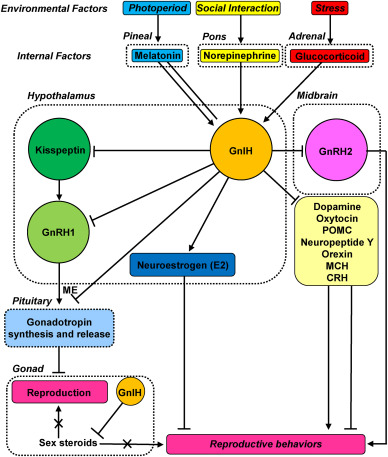 Environmental Factors
Photoperiod
Social Interaction
Stress
Pineal
Pons
Adrenal
Internal Factors
Melatonin
Norepinephrine
Glucocorticoid
Hypothalamus
Midbrain
Kisspeptin
GnIH
GnRH2
GnRH1
Dopamine
Oxytocin
POMC
Neuropeptide Y
Orexin
MCH
CRH
Neuroestrogen (E2)
ME
Pituitary
Gonadotropin
synthesis and release
Gonad
Reproduction
GnIH
Sex steroids
Reproductive behaviors